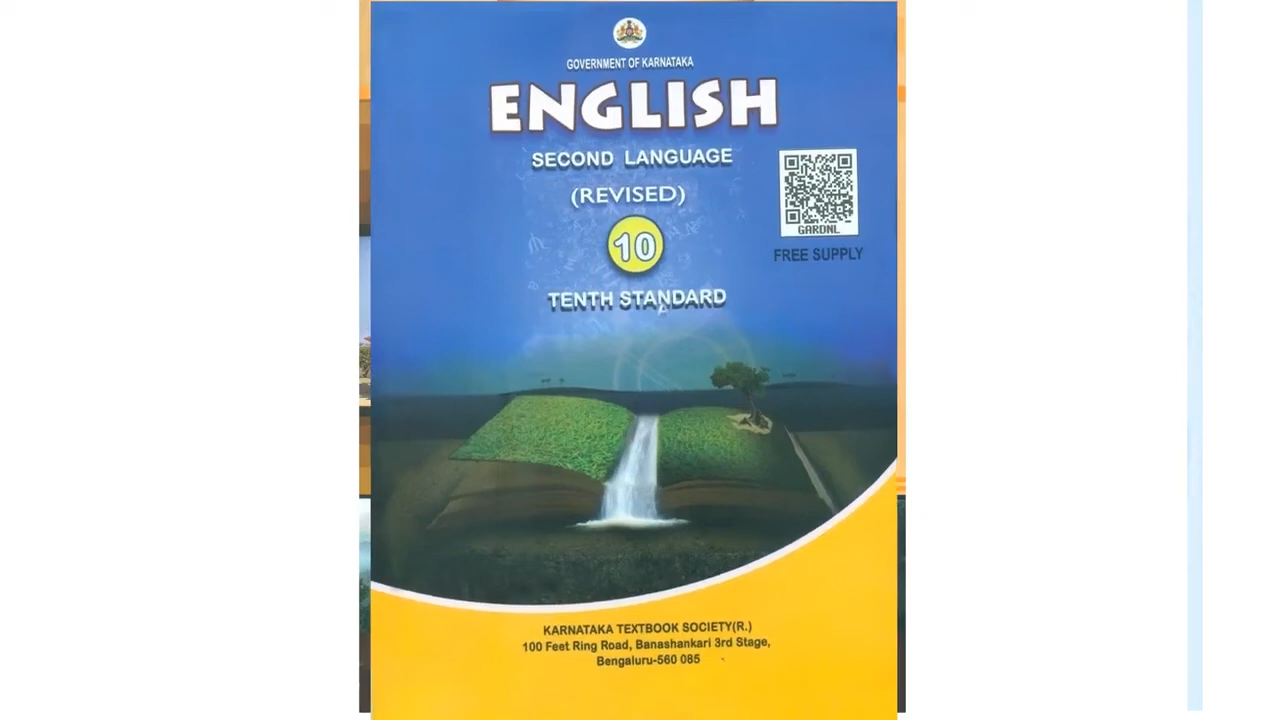 GOVERNMENT OF KARNATAKA
ENGLISH
SECOND LANGUAGE
(REVISED)
GARDNL
10
FREE SUPPLY
TENTH STANDARD
KARNATAKA TEXTBOOK SOCIETY(R.)
100 Feet Ring Road, Banashankari 3rd Stage,
Bengaluru-560 085